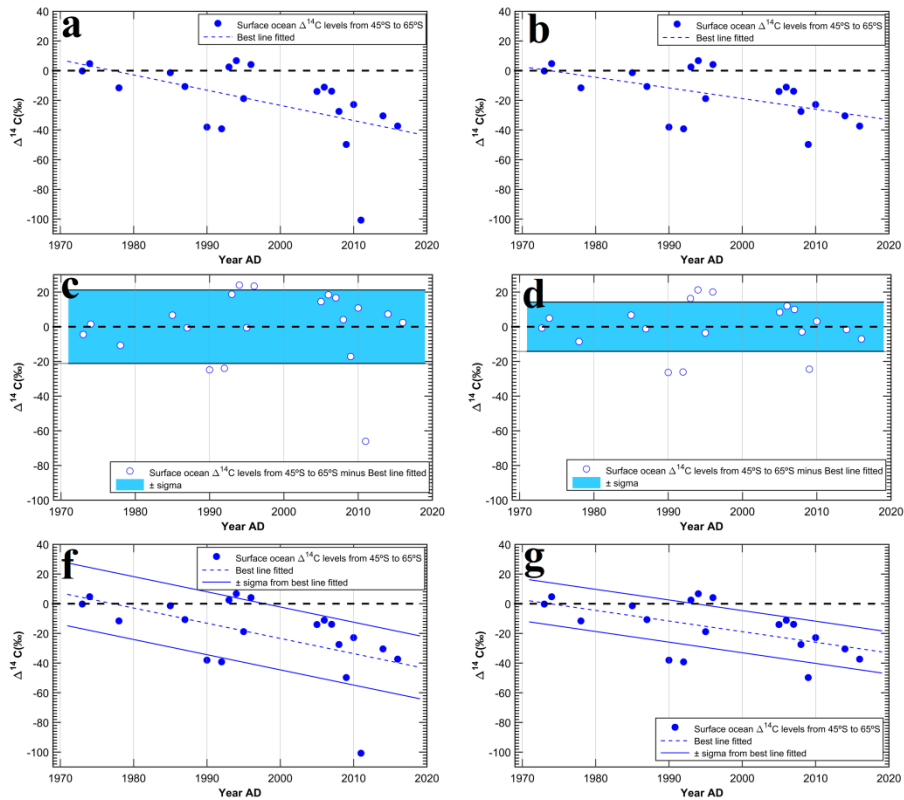 a
Surface ocean Δ¹⁴C levels from 45ºS to 65ºS
Best line fitted
Δ¹⁴ C(‰)
40
20
0
-20
-40
-60
-80
-100
1970 1980 1990 2000 2010 2020
Year AD
b
Surface ocean Δ¹⁴C levels from 45ºS to 65ºS
Best line fitted
Δ¹⁴ C(‰)
40
20
0
-20
-40
-60
-80
-100
1970 1980 1990 2000 2010 2020
Year AD
c
Δ¹⁴ C(‰)
20
0
-20
-40
-60
-80
-100
Surface ocean Δ¹⁴C levels from 45ºS to 65ºS minus Best line fitted
± sigma
1970 1980 1990 2000 2010 2020
Year AD
d
Δ¹⁴ C(‰)
20
0
-20
-40
-60
-80
-100
Surface ocean Δ¹⁴C levels from 45ºS to 65ºS minus Best line fitted
± sigma
1970 1980 1990 2000 2010 2020
Year AD
f
Surface ocean Δ¹⁴C levels from 45ºS to 65ºS
Best line fitted
± sigma from best line fitted
Δ¹⁴ C(‰)
40
20
0
-20
-40
-60
-80
-100
1970 1980 1990 2000 2010 2020
Year AD
g
Δ¹⁴ C(‰)
40
20
0
-20
-40
-60
-80
-100
Surface ocean Δ¹⁴C levels from 45ºS to 65ºS
Best line fitted
± sigma from best line fitted
1970 1980 1990 2000 2010 2020
Year AD